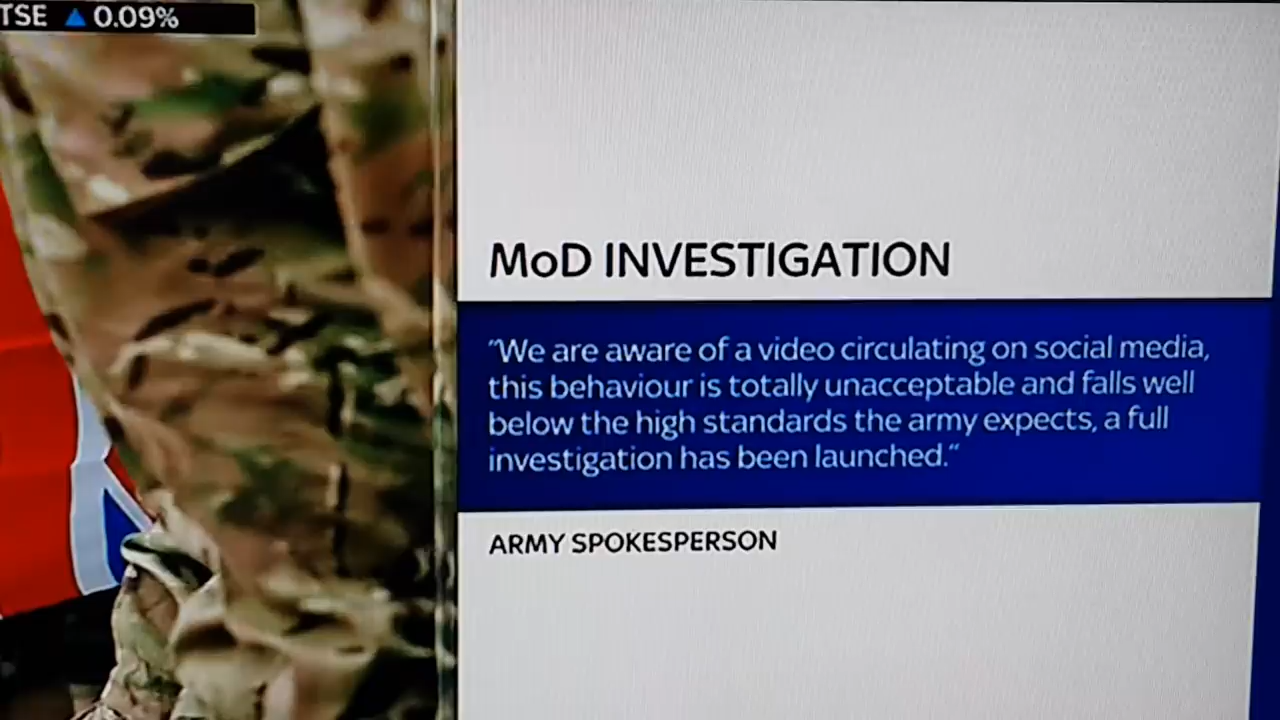 TSE ▲ 0.09%
MoD INVESTIGATION
“We are aware of a video circulating on social media,
this behaviour is totally unacceptable and falls well
below the high standards the army expects, a full
investigation has been launched.“
ARMY SPOKESPERSON